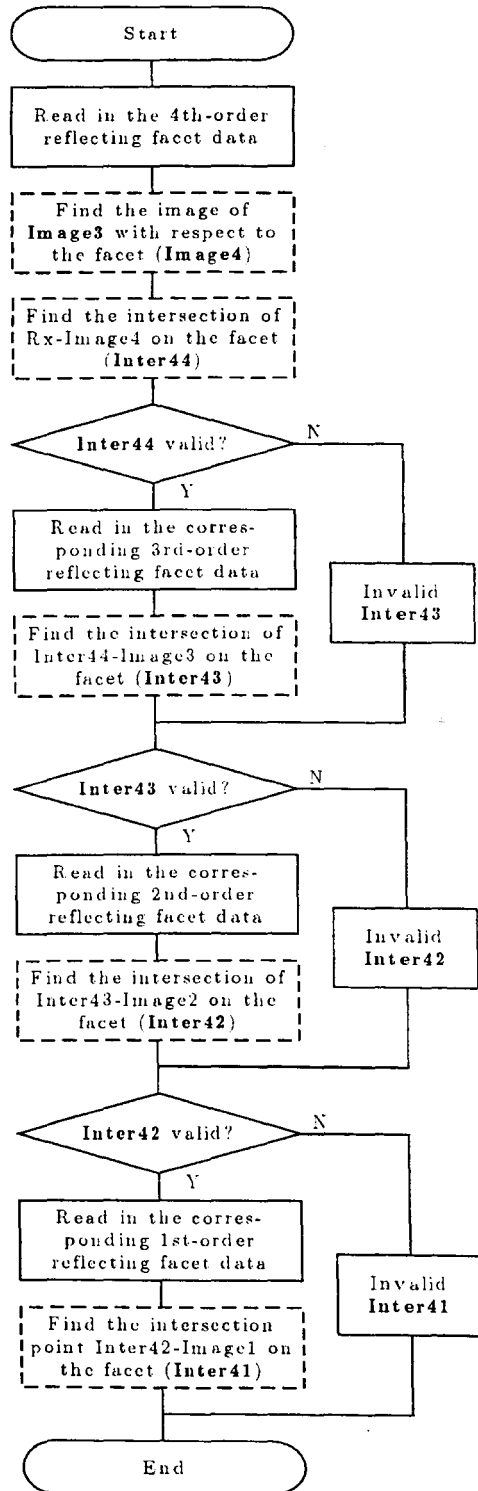 Start
Read in the 4th-order
reflecting facet data
Find the image of
Image3 with respect to
the facet (Image4)
Find the intersection of
Rx-Image4 on the facet
(Inter44)
Inter44 valid?
N
Y
Read in the corres-
ponding 3rd-order
reflecting facet data
Invalid
Inter43
Find the intersection of
Inter44-Image3 on the
facet (Inter43)
Inter43 valid?
N
Y
Read in the corres-
ponding 2nd-order
reflecting facet data
Invalid
Inter42
Find the intersection of
Inter43-Image2 on the
facet (Inter42)
Inter42 valid?
N
Y
Read in the corres-
ponding 1st-order
reflecting facet data
Invalid
Inter41
Find the intersection
point Inter42-Image1 on
the facet (Inter41)
End